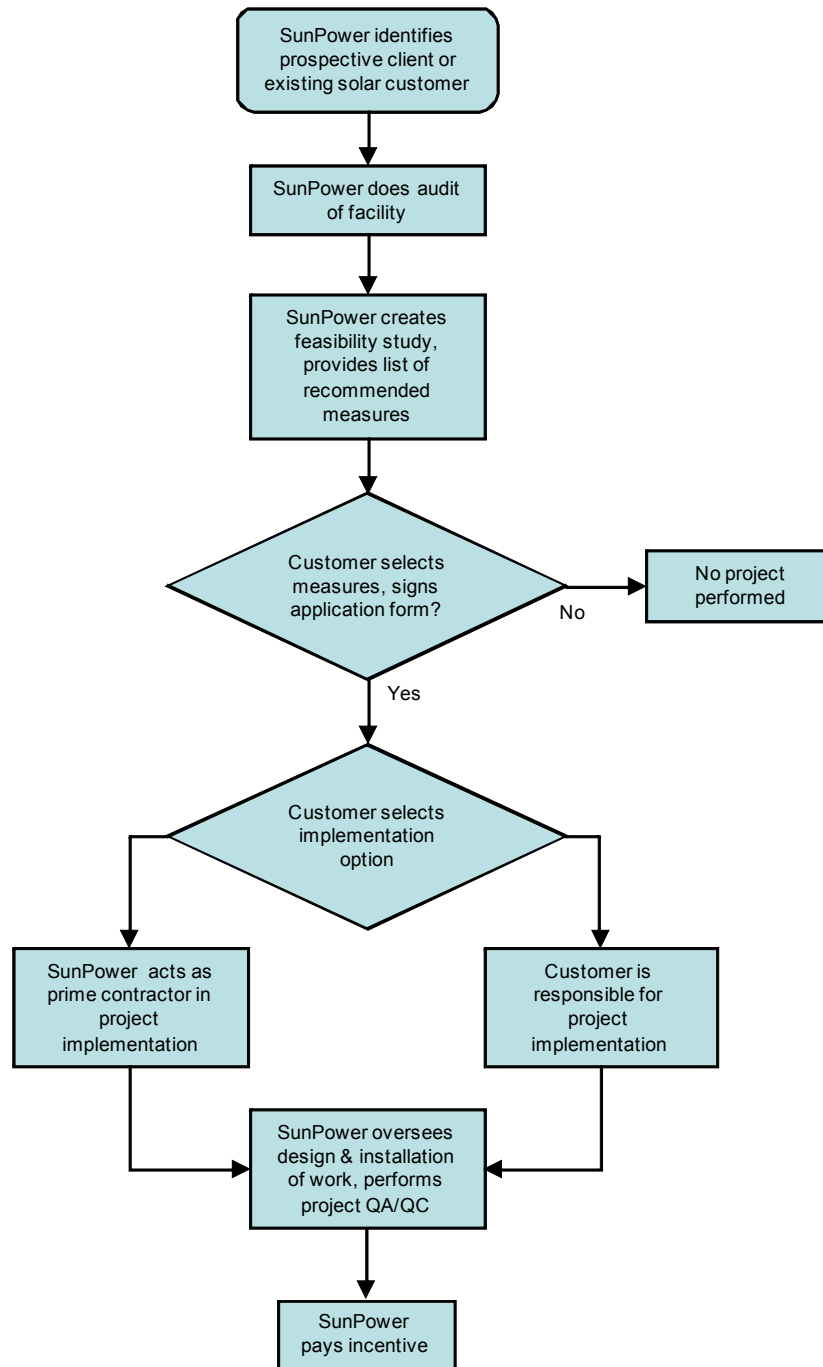 SunPower identifies
prospective client or
existing solar customer
SunPower does audit
of facility
SunPower creates
feasibility study,
provides list of
recommended
measures
Customer selects
measures, signs
application form?
No
No project
performed
Yes
Customer selects
implementation
option
SunPower acts as
prime contractor in
project
implementation
Customer is
responsible for
project
implementation
SunPower oversees
design & installation
of work, performs
project QA/QC
SunPower
pays incentive